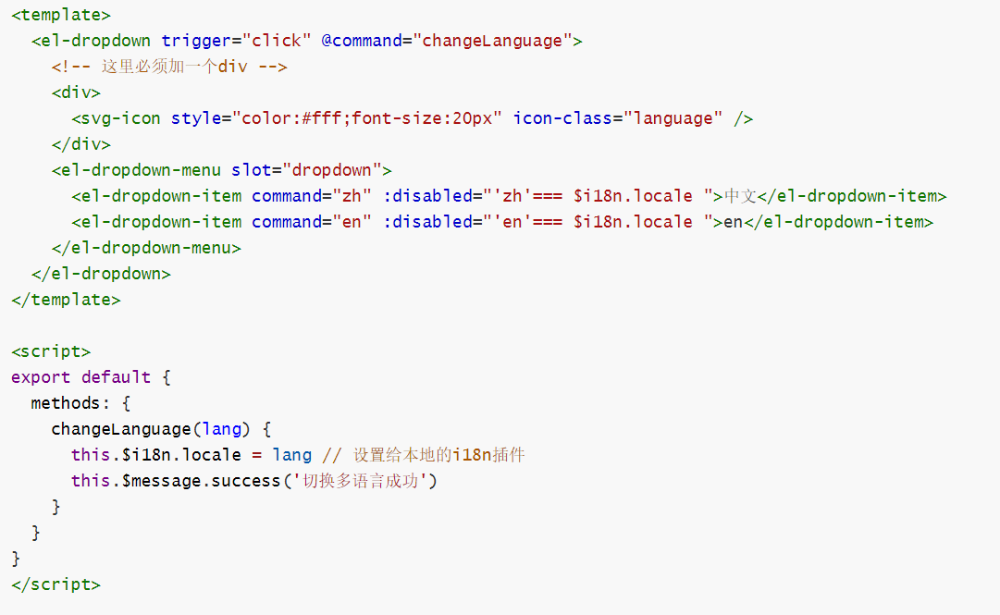 <template>
  <el-dropdown trigger="click" @command="changeLanguage">
    <!-- 这里必须加一个div -->
    <div>
      <svg-icon style="color:#fff;font-size:20px" icon-class="language" />
    </div>
    <el-dropdown-menu slot="dropdown">
      <el-dropdown-item command="zh" :disabled="'zh'=== $i18n.locale ">中文</el-dropdown-item>
      <el-dropdown-item command="en" :disabled="'en'=== $i18n.locale ">en</el-dropdown-item>
    </el-dropdown-menu>
  </el-dropdown>
</template>

<script>
export default {
  methods: {
    changeLanguage(lang) {
      this.$i18n.locale = lang // 设置给本地的i18n插件
      this.$message.success('切换多语言成功')
    }
  }
}
</script>